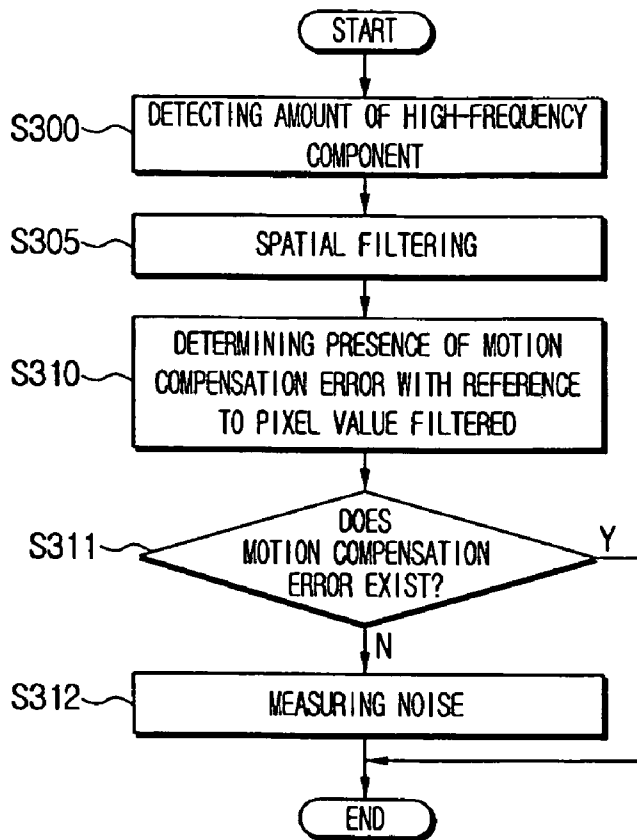 START
S300
DETECTING AMOUNT OF HIGH-FREQUENCY
COMPONENT
S305
SPATIAL FILTERING
S310
DETERMINING PRESENCE OF MOTION
COMPENSATION ERROR WITH REFERENCE
TO PIXEL VALUE FILTERED
S311
DOES
MOTION COMPENSATION
ERROR EXIST?
Y
N
S312
MEASURING NOISE
END